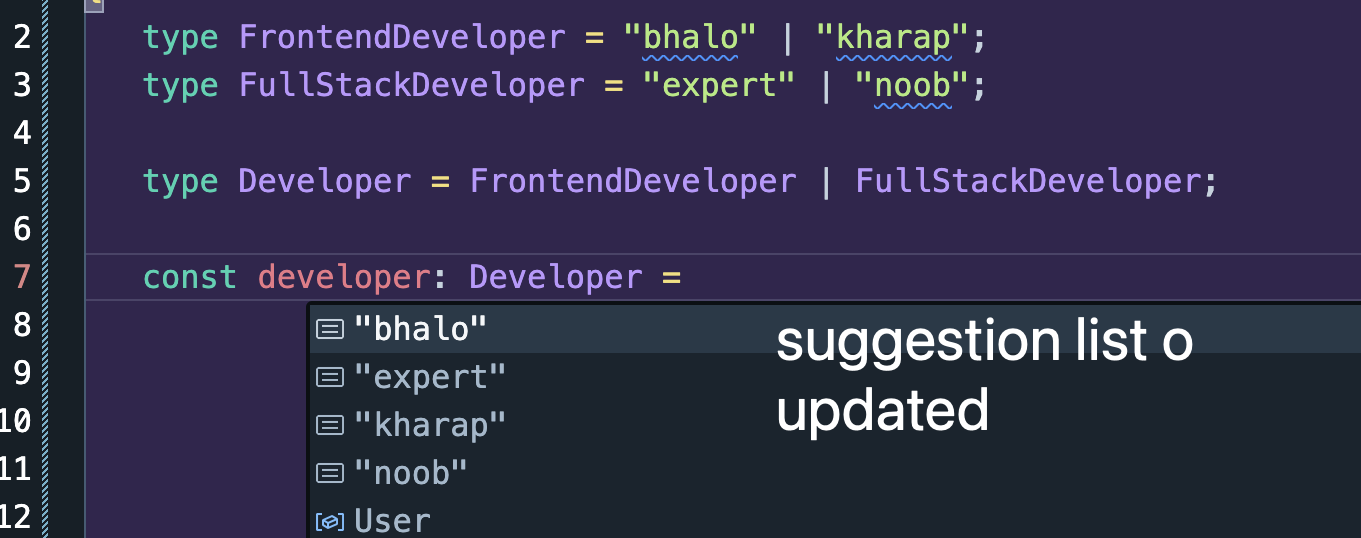 2 type FrontendDeveloper = "bhalo" | "kharap";
3 type FullStackDeveloper = "expert" | "noob";
4
5 type Developer = FrontendDeveloper | FullStackDeveloper;
6
7 const developer: Developer =
8 "bhalo"
9 "expert"
10 "kharap"
11 "noob"
12 User
suggestion list o
updated